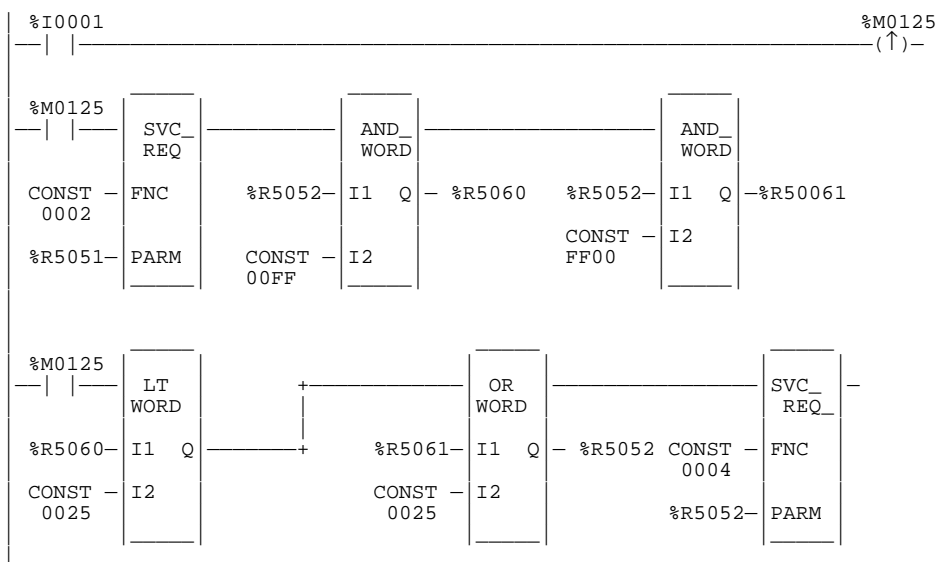 %I0001 %M0125
(↑)
%M0125
SVC_ AND_ AND_
REQ WORD WORD
CONST FNC %R5052 I1 Q %R5060 %R5052 I1 Q %R50061
0002
CONST I2
%R5051 PARM CONST I2 FF00
00FF
%M0125
LT + OR SVC_
WORD WORD REQ_
%R5060 I1 Q + %R5061 I1 Q %R5052 CONST FNC
0004
CONST I2 CONST I2
0025 0025 %R5052 PARM